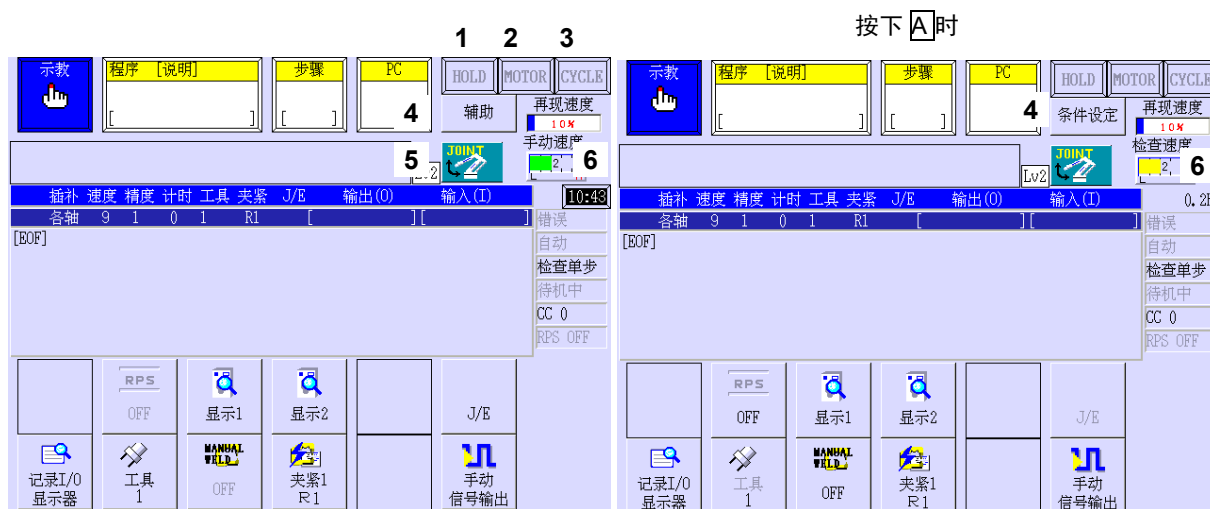 按下 A 时
1 2 3
示教 程序 [说明] 步骤 PC HOLD MOTOR CYCLE
[ ] [ ] 4 辅助 再现速度
10%
手动速度
5 JOINT 2 6
插补 速度 精度 计时 工具 夹紧 J/E 输出(O) 输入(I) 10:43
各轴 9 1 0 1 R1 [ ][ ] 错误
[EOF] 自动
检查单步
待机中
CC 0
RPS OFF
RPS OFF 显示1 显示2 J/E
记录I/O 显示器 工具 1 MANUAL WELD OFF 夹紧1 R1 手动 信号输出
示教 程序 [说明] 步骤 PC HOLD MOTOR CYCLE
[ ] [ ] 4 条件设定 再现速度
10%
检查速度
Lv2 JOINT 2 6
插补 速度 精度 计时 工具 夹紧 J/E 输出(O) 输入(I)
各轴 9 1 0 1 R1 [ ][ ] 错误
[EOF] 自动
检查单步
待机中
CC 0
RPS OFF
RPS OFF 显示1 显示2 J/E
记录I/O 显示器 工具 1 MANUAL WELD OFF 夹紧1 R1 手动 信号输出